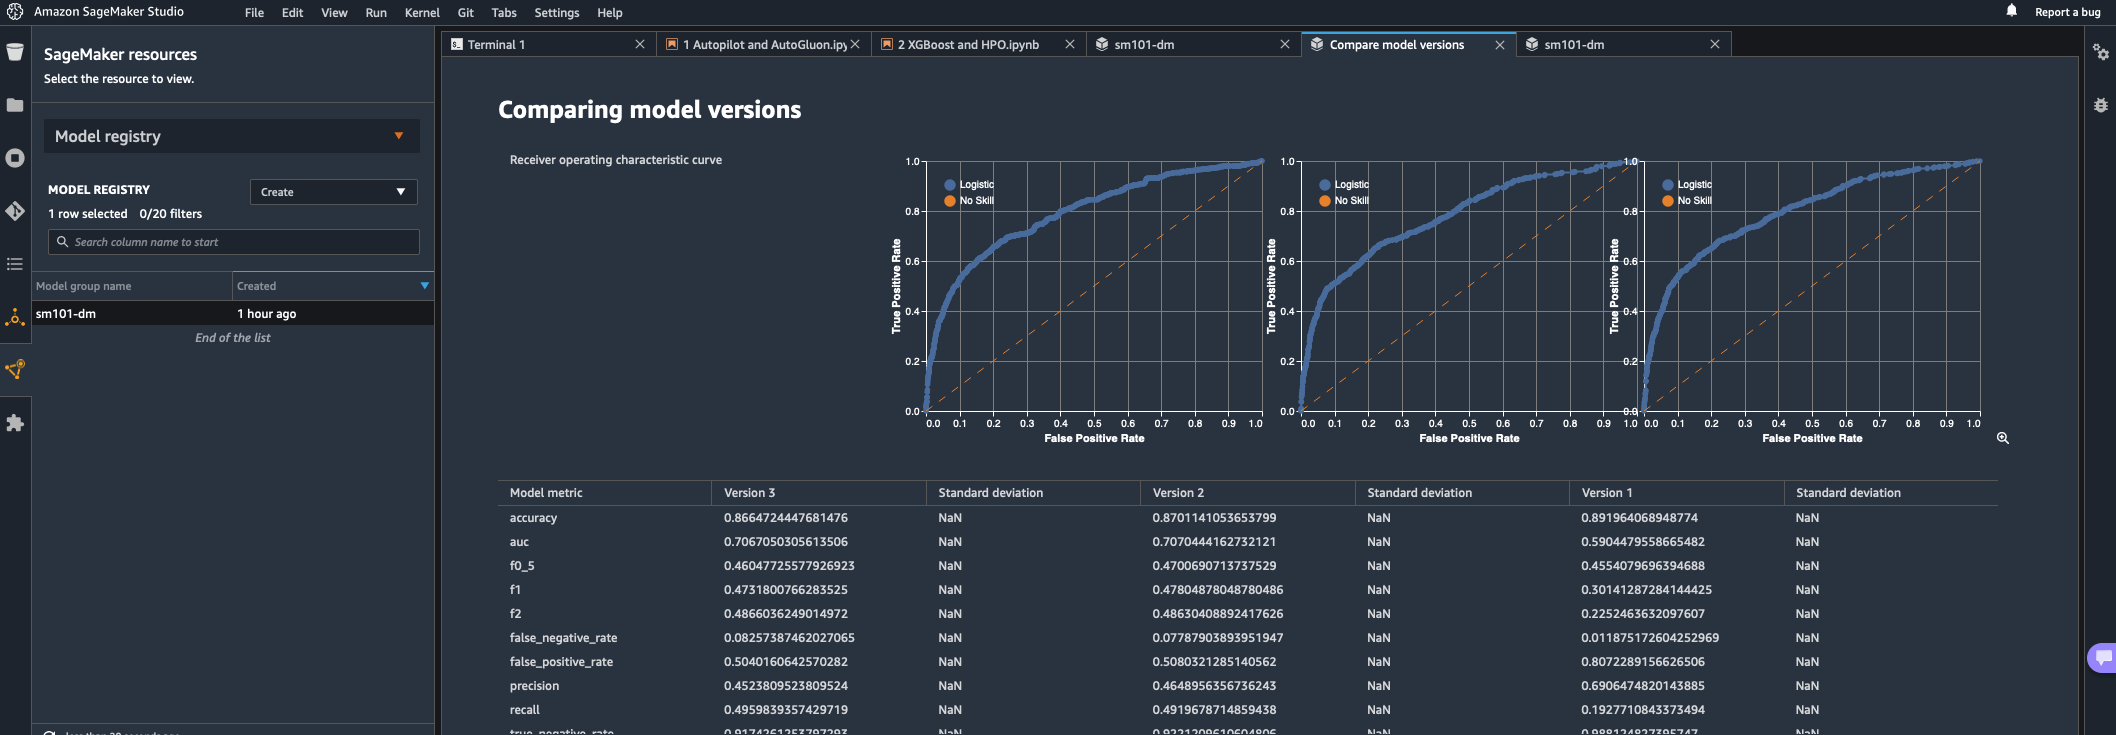 Amazon SageMaker Studio File Edit View Run Kernel Git Tabs Settings Help Report a bug
SageMaker resources
Select the resource to view.
Model registry
MODEL REGISTRY
Create
1 row selected 0/20 filters
Search column name to start
Model group name Created
sm101-dm 1 hour ago
End of the list
Terminal 1 1 Autopilot and AutoGluon.ipy 2 XGBoost and HPO.ipynb sm101-dm Compare model versions sm101-dm
Comparing model versions
Receiver operating characteristic curve
True Positive Rate
1.0
0.8
0.6
0.4
0.2
0.0
Logistic
No Skill
0.0 0.1 0.2 0.3 0.4 0.5 0.6 0.7 0.8 0.9 1.0
False Positive Rate
True Positive Rate
1.0
0.8
0.6
0.4
0.2
0.0
Logistic
No Skill
0.0 0.1 0.2 0.3 0.4 0.5 0.6 0.7 0.8 0.9 1.0
False Positive Rate
True Positive Rate
1.0
0.8
0.6
0.4
0.2
0.0
Logistic
No Skill
0.0 0.1 0.2 0.3 0.4 0.5 0.6 0.7 0.8 0.9 1.0
False Positive Rate
Model metric Version 3 Standard deviation Version 2 Standard deviation Version 1 Standard deviation
accuracy 0.8664724447681476 NaN 0.8701141053653799 NaN 0.891964068948774 NaN
auc 0.7067050305613506 NaN 0.7070444162732121 NaN 0.5904479558665482 NaN
f0_5 0.46047725577926923 NaN 0.4700690713737529 NaN 0.4554079696394688 NaN
f1 0.4731800766283525 NaN 0.47804878048780486 NaN 0.30141287284144425 NaN
f2 0.4866036249014972 NaN 0.48630408892417626 NaN 0.2252463632097607 NaN
false_negative_rate 0.08257387462027065 NaN 0.07787903893951947 NaN 0.011875172604252969 NaN
false_positive_rate 0.5040160642570282 NaN 0.5080321285140562 NaN 0.8072289156626506 NaN
precision 0.4523809523809524 NaN 0.4648956356736243 NaN 0.6906474820143885 NaN
recall 0.4959839357429719 NaN 0.4919678714859438 NaN 0.1927710843373494 NaN